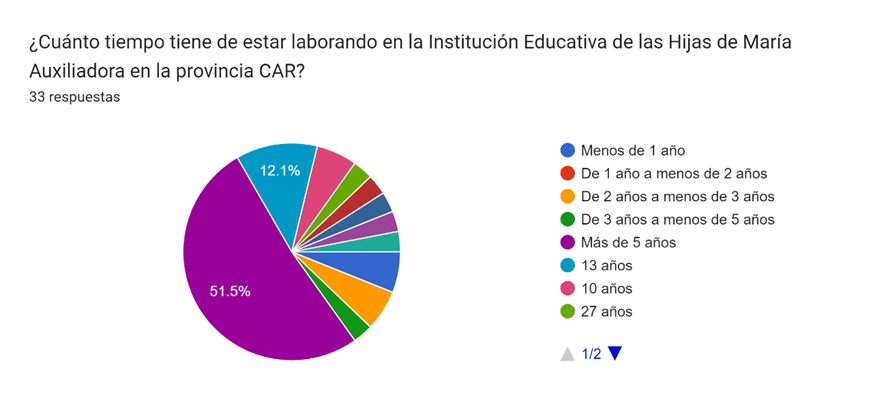 ¿Cuánto tiempo tiene de estar laborando en la Institución Educativa de las Hijas de María
Auxiliadora en la provincia CAR?
33 respuestas
12.1%
51.5%
Menos de 1 año
De 1 año a menos de 2 años
De 2 años a menos de 3 años
De 3 años a menos de 5 años
Más de 5 años
13 años
10 años
27 años
1/2